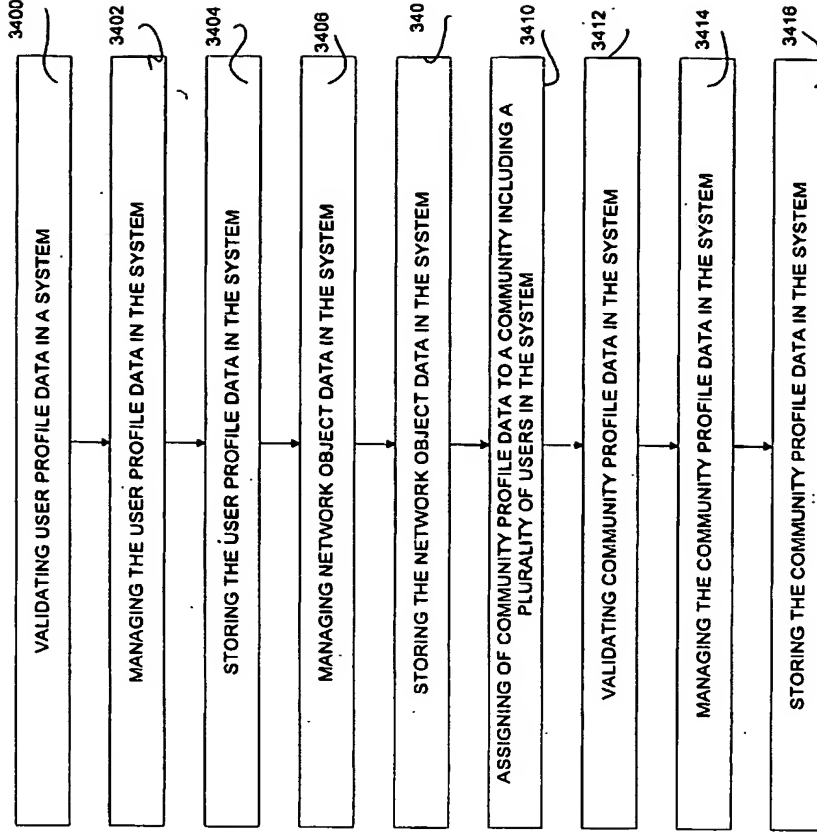 3400
VALIDATING USER PROFILE DATA IN A SYSTEM
3402
MANAGING THE USER PROFILE DATA IN THE SYSTEM
3404
STORING THE USER PROFILE DATA IN THE SYSTEM
3406
MANAGING NETWORK OBJECT DATA IN THE SYSTEM
340
STORING THE NETWORK OBJECT DATA IN THE SYSTEM
3410
ASSIGNING OF COMMUNITY PROFILE DATA TO A COMMUNITY INCLUDING A
PLURALITY OF USERS IN THE SYSTEM
3412
VALIDATING COMMUNITY PROFILE DATA IN THE SYSTEM
3414
MANAGING THE COMMUNITY PROFILE DATA IN THE SYSTEM
3416
STORING THE COMMUNITY PROFILE DATA IN THE SYSTEM